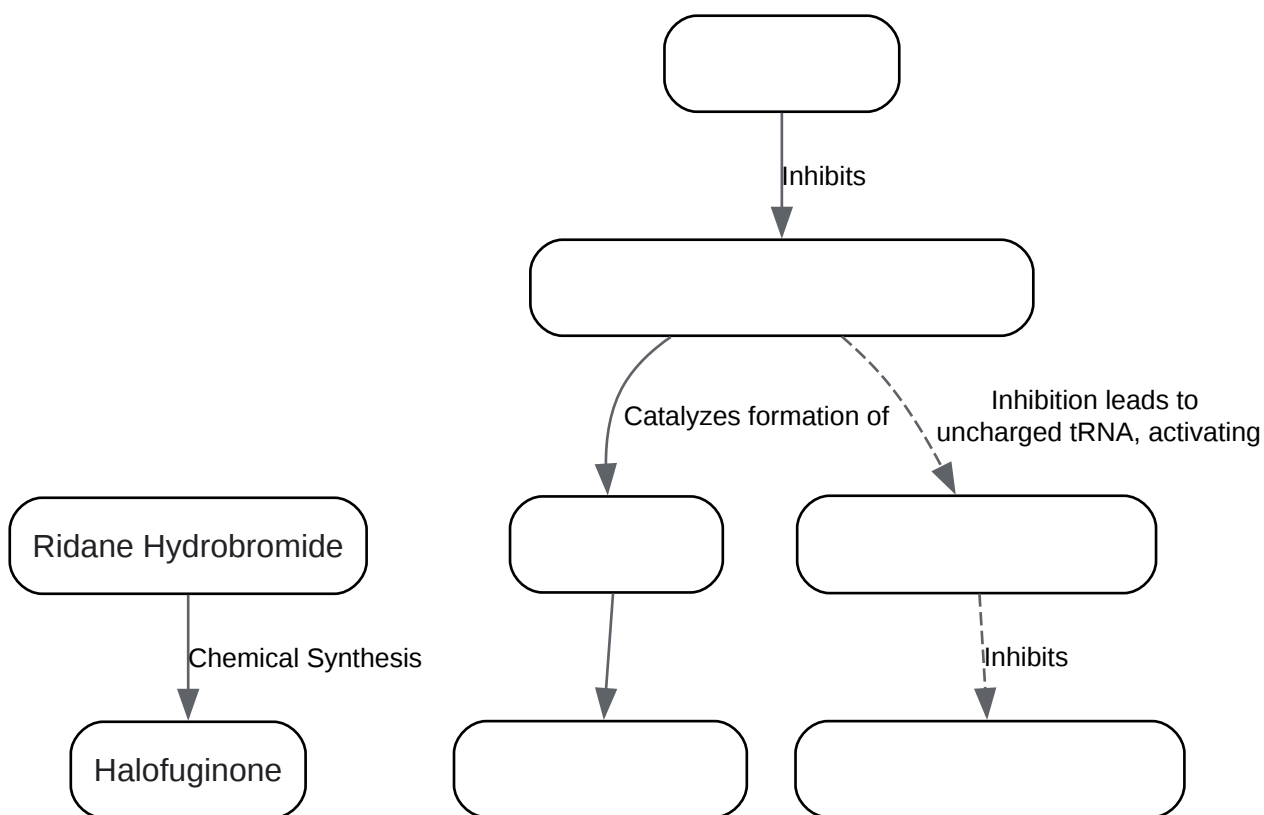 Inhibits
Catalyzes formation of
Inhibition leads to
uncharged tRNA, activating
Ridane Hydrobromide
Chemical Synthesis
Inhibits
Halofuginone